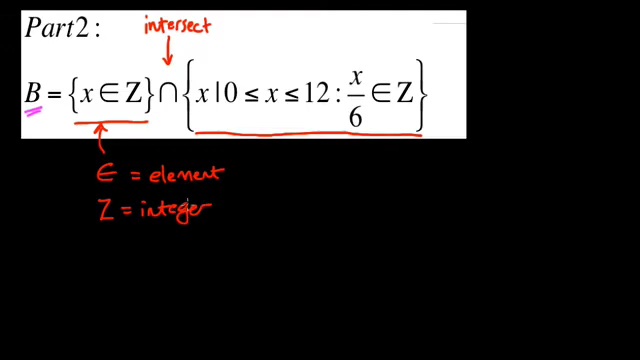 Part2:
intersect
B = {x ∈ Z} ∩ {x | 0 ≤ x ≤ 12 : x/6 ∈ Z}
∈ = element
Z = integer